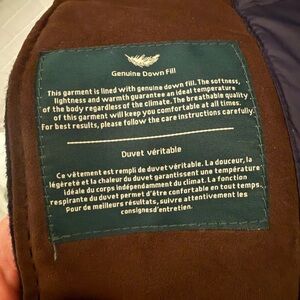 Genuine Down Fill
This garment is lined with genuine down fill. The softness,
lightness and warmth guarantee an ideal temperature
of the body regardless of the climate. The breathable quality
of this garment will keep you comfortable at all times.
For best results, please follow the care instructions carefully.
Duvet véritable
Ce vêtement est rempli de duvet véritable. La douceur, la
légèreté et la chaleur du duvet garantissent une température
idéale du corps indépendamment du climat. La fonction
respirante du duvet permet d'être confortable en tout temps.
Pour de meilleurs résultats, suivre attentivement les
consignes d'entretien.